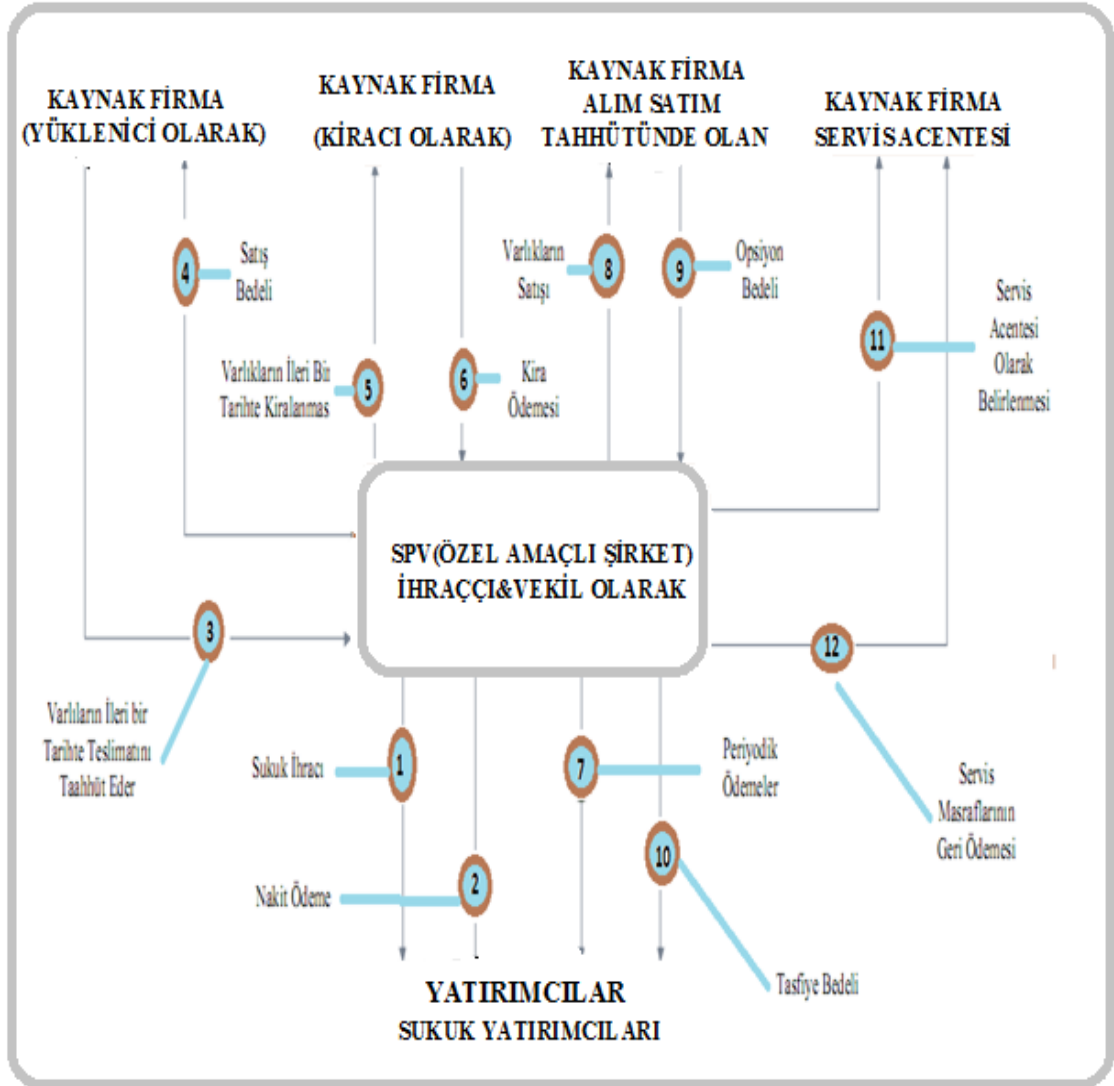 KAYNAK FİRMA
(YÜKLENİCİ OLARAK)
KAYNAK FİRMA
(KİRACI OLARAK)
KAYNAK FİRMA
ALIM SATIM
TAHHÜTÜNDE OLAN
KAYNAK FİRMA
SERVİS ACENTESİ
4
Satış
Bedeli
Varlıkların İleri Bir
Tarihte Kiralanmas
5
6
Kira
Ödemesi
Varlıkların
Satışı
8
9
Opsiyon
Bedeli
11
Servis
Acentesi
Olarak
Belirlenmesi
SPV(ÖZEL AMAÇLI ŞİRKET)
İHRAÇÇI&VEKİL OLARAK
3
Varlıların İleri bir
Tarihte Teslimatını
Taahhüt Eder
12
Servis
Masraflarının
Geri Ödemesi
Sukuk İhracı
1
Nakit Ödeme
2
7
Periyodik
Ödemeler
10
Tasfiye Bedeli
YATIRIMCILAR
SUKUK YATIRIMCILARI